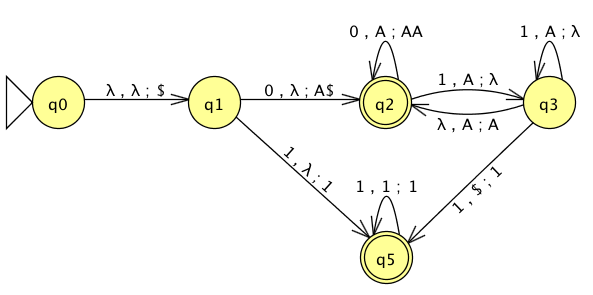 0 , A ; AA
1 , A ; λ
q0
λ , λ ; $
q1
0 , λ ; A$
q2
1 , A ; λ
λ , A ; A
q3
1 , λ ; 1
1 , 1 ; 1
1 , $ ; 1
q5